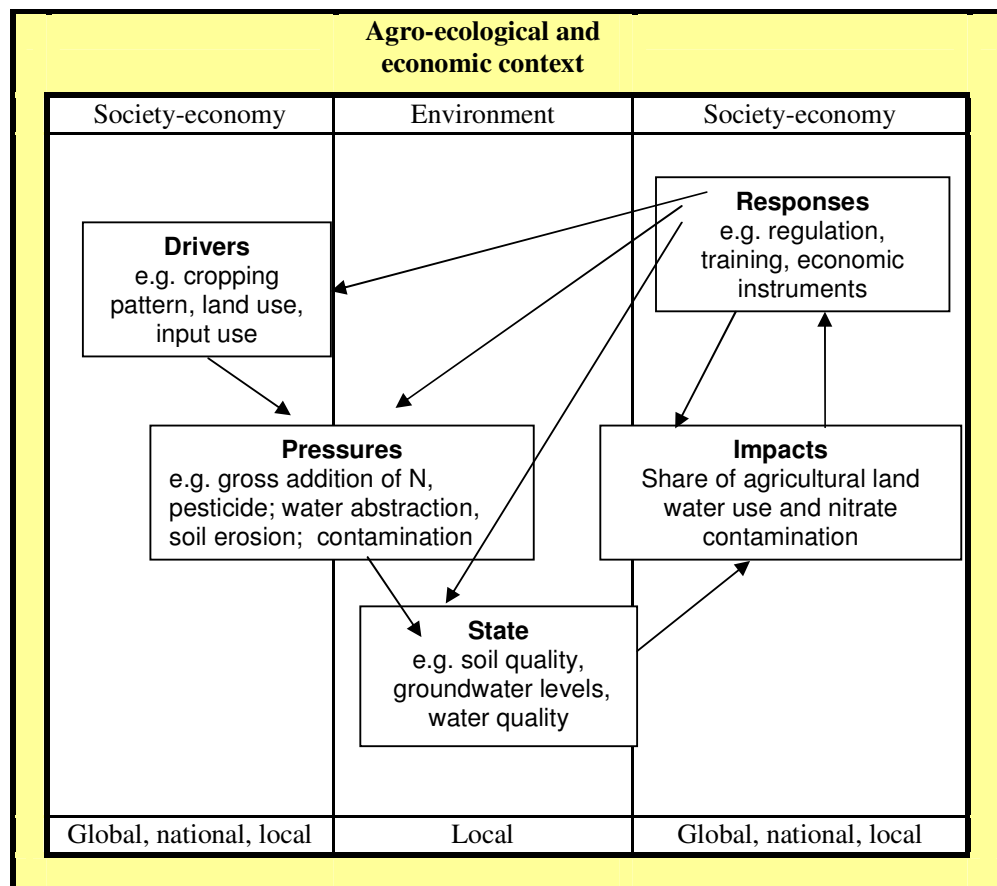 Agro-ecological and
economic context
Society-economy
Environment
Society-economy
Responses
e.g. regulation,
training, economic
instruments
Drivers
e.g. cropping
pattern, land use,
input use
Pressures
e.g. gross addition of N,
pesticide; water abstraction,
soil erosion; contamination
Impacts
Share of agricultural land
water use and nitrate
contamination
State
e.g. soil quality,
groundwater levels,
water quality
Global, national, local
Local
Global, national, local